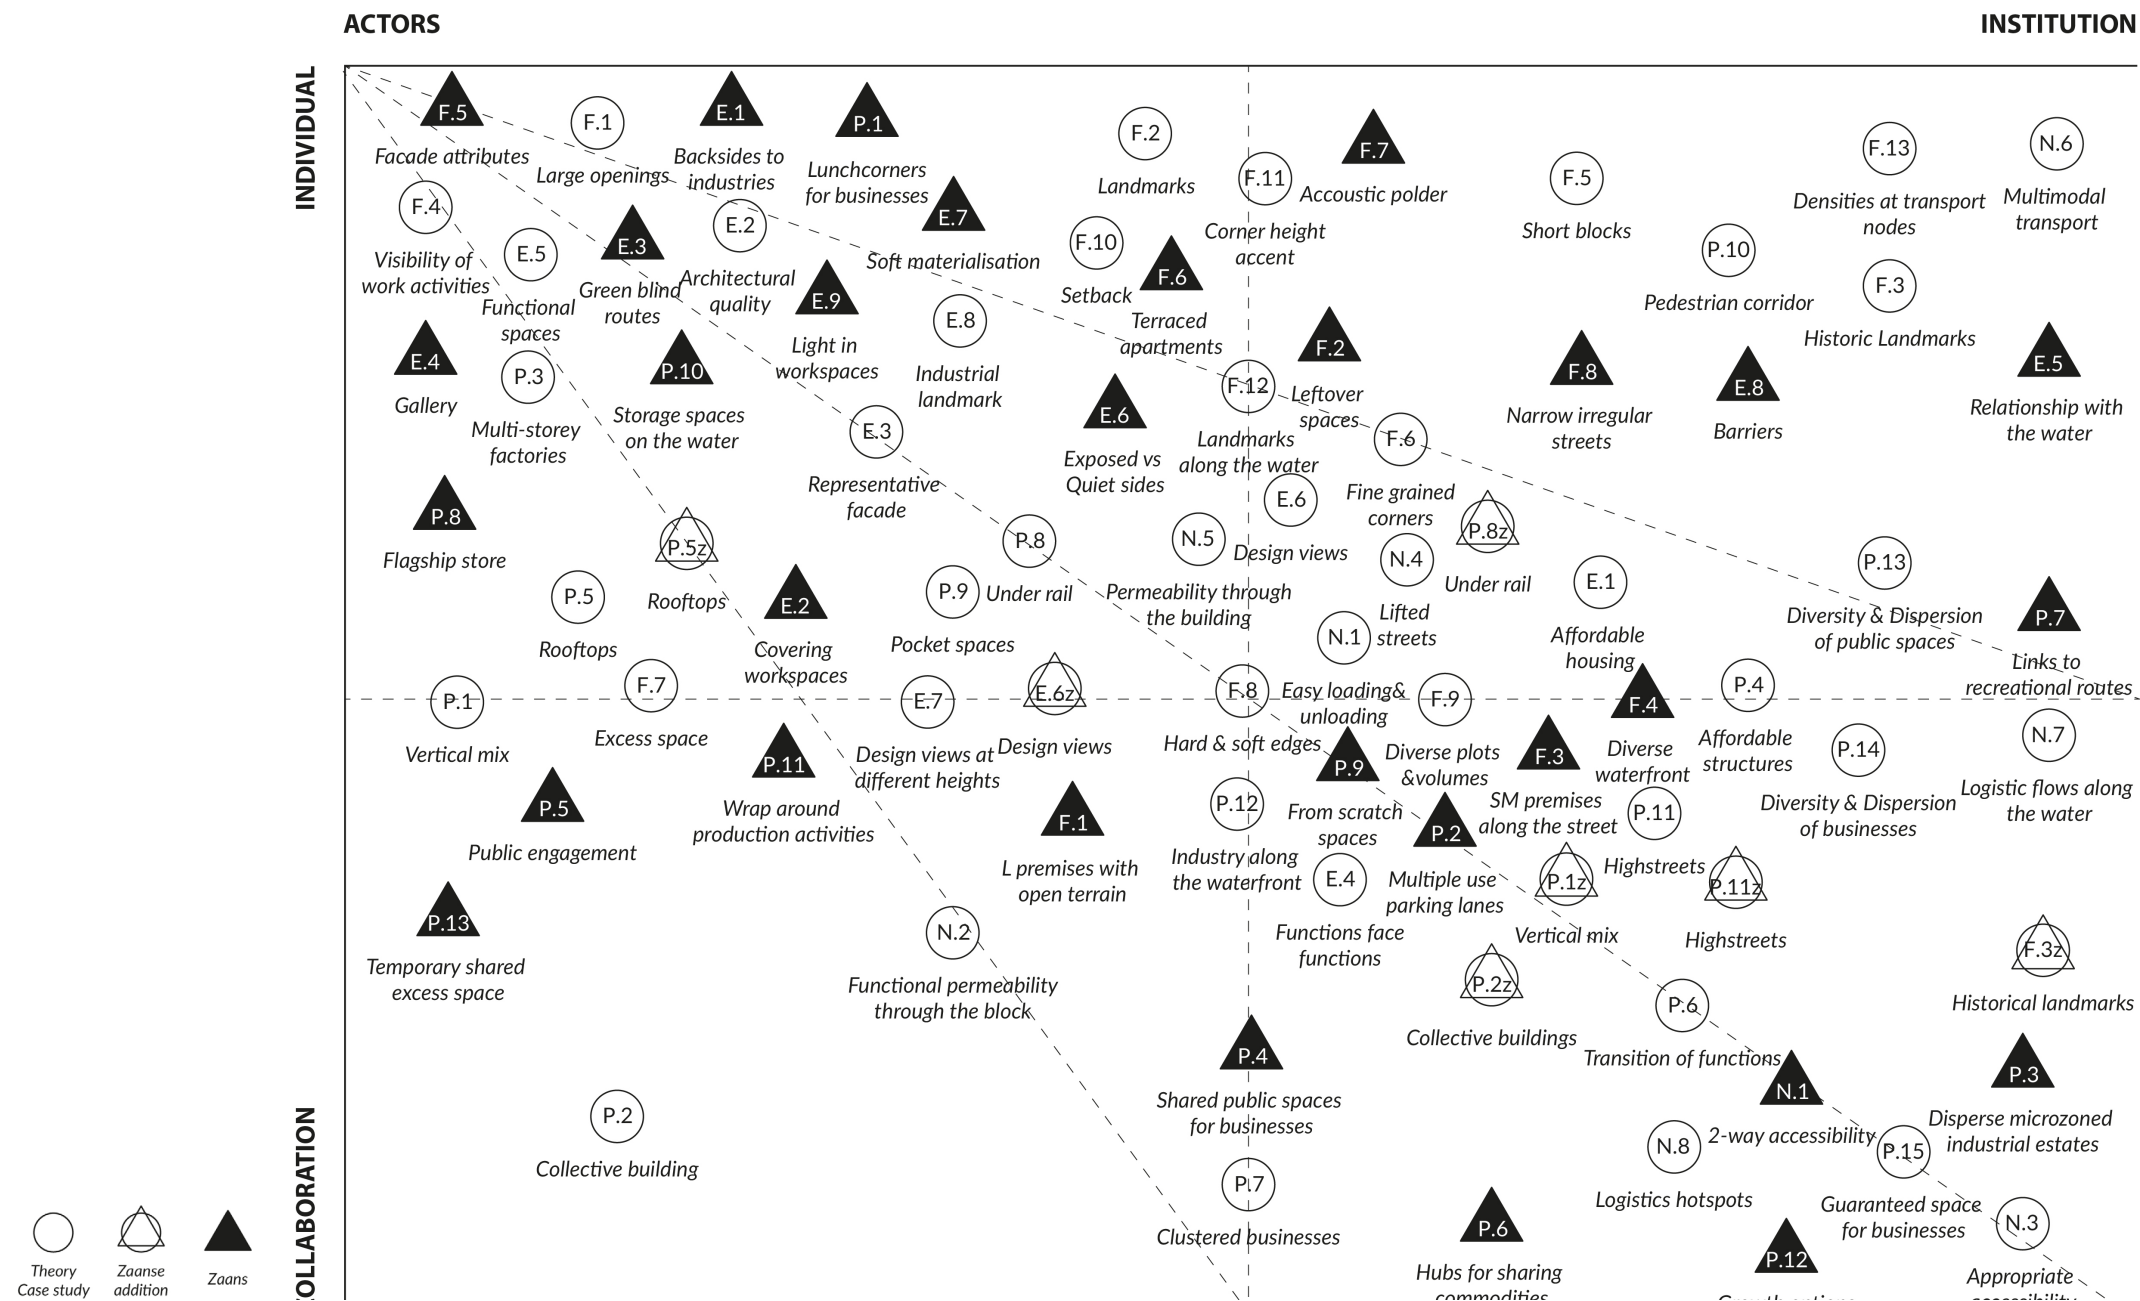 ACTORS
INSTITUTION
INDIVIDUAL
F.5
Facade attributes
F.1
Large openings
E.1
Backsides to
industries
P.1
Lunchcorners
for businesses
F.2
Landmarks
F.11
Corner height
accent
F.7
Accoustic polder
F.5
Short blocks
F.13
Densities at transport
nodes
N.6
Multimodal
transport
F.4
Visibility of
work activities
E.5
Functional
spaces
E.3
Green blind
routes
E.2
Architectural
quality
E.7
Soft materialisation
E.9
Light in
workspaces
E.8
Industrial
landmark
F.10
Setback
F.6
Terraced
apartments
P.10
Pedestrian corridor
F.3
Historic Landmarks
E.4
Gallery
P.3
Multi-storey
factories
P.10
Storage spaces
on the water
E.3
Representative
facade
E.6
Exposed vs
Quiet sides
F.12
Landmarks
along the water
F.2
Leftover
spaces
F.6
Fine grained
corners
F.8
Narrow irregular
streets
E.8
Barriers
E.5
Relationship with
the water
P.8
Flagship store
P.5z
Rooftops
P.5
Rooftops
E.2
Covering
workspaces
P.9
Pocket spaces
P.8
Under rail
N.5
Permeability through
the building
E.6
Design views
N.4
Lifted
streets
P.8z
Under rail
E.1
Affordable
housing
P.13
Diversity & Dispersion
of public spaces
P.7
Links to
recreational routes
P.1
Vertical mix
F.7
Excess space
E.7
Design views at
different heights
E.6z
Design views
F.8
Hard & soft edges
N.1
Easy loading&
unloading
F.9
Diverse plots
&volumes
F.4
Diverse
waterfront
P.4
Affordable
structures
P.14
Diversity & Dispersion
of businesses
N.7
Logistic flows along
the water
P.5
Public engagement
P.11
Wrap around
production activities
F.1
L premises with
open terrain
P.12
Industry along
the waterfront
P.9
From scratch
spaces
F.3
SM premises
along the street
P.2
Multiple use
parking lanes
P.11
Highstreets
E.4
Functions face
functions
P.1z
Vertical mix
P.11z
Highstreets
P.13
Temporary shared
excess space
N.2
Functional permeability
through the block
P.2z
Collective buildings
P.6
Transition of functions
F.3z
Historical landmarks
P.4
Shared public spaces
for businesses
N.1
2-way accessibility
P.3
Disperse microzoned
industrial estates
P.2
Collective building
P.7
Clustered businesses
N.8
Logistics hotspots
P.15
Guaranteed space
for businesses
P.6
Hubs for sharing
commodities
P.12
N.3
Appropriate
accessibility
Theory
Case study
Zaanse
addition
Zaans